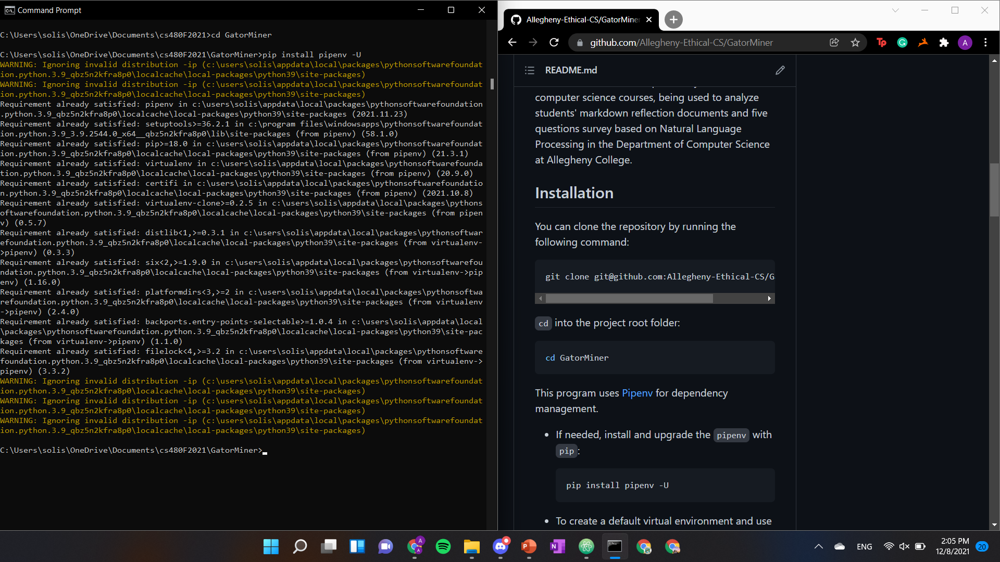 Command Prompt
C:\Users\solis\OneDrive\Documents\cs480F2021>cd GatorMiner
C:\Users\solis\OneDrive\Documents\cs480F2021\GatorMiner>pip install pipenv -U
WARNING: Ignoring invalid distribution -ip (c:\users\solis\appdata\local\packages\pythonsoftwarefoundat
ion.python.3.9_qbz5n2kfra8p0\localcache\local-packages\python39\site-packages)
WARNING: Ignoring invalid distribution -ip (c:\users\solis\appdata\local\packages\pythonsoftwarefoundat
ion.python.3.9_qbz5n2kfra8p0\localcache\local-packages\python39\site-packages)
Requirement already satisfied: pipenv in c:\users\solis\appdata\local\packages\pythonsoftwarefoundation
.python.3.9_qbz5n2kfra8p0\localcache\local-packages\python39\site-packages (2021.11.23)
Requirement already satisfied: setuptools>=36.2.1 in c:\program files\windowsapps\pythonsoftwarefoundat
ion.python.3.9_3.9.2544.0_x64__qbz5n2kfra8p0\lib\site-packages (from pipenv) (58.1.0)
Requirement already satisfied: pip>=18.0 in c:\users\solis\appdata\local\packages\pythonsoftwarefoundat
ion.python.3.9_qbz5n2kfra8p0\localcache\local-packages\python39\site-packages (from pipenv) (21.3.1)
Requirement already satisfied: virtualenv in c:\users\solis\appdata\local\packages\pythonsoftwarefounda
tion.python.3.9_qbz5n2kfra8p0\localcache\local-packages\python39\site-packages (from pipenv) (20.9.0)
Requirement already satisfied: certifi in c:\users\solis\appdata\local\packages\pythonsoftwarefoundatio
n.python.3.9_qbz5n2kfra8p0\localcache\local-packages\python39\site-packages (from pipenv) (2021.10.8)
Requirement already satisfied: virtualenv-clone>=0.2.5 in c:\users\solis\appdata\local\packages\pythons
oftwarefoundation.python.3.9_qbz5n2kfra8p0\localcache\local-packages\python39\site-packages (from pipen
v) (0.5.7)
Requirement already satisfied: distlib<1,>=0.3.1 in c:\users\solis\appdata\local\packages\pythonsoftwar
efoundation.python.3.9_qbz5n2kfra8p0\localcache\local-packages\python39\site-packages (from virtualenv-
>pipenv) (0.3.3)
Requirement already satisfied: six<2,>=1.9.0 in c:\users\solis\appdata\local\packages\pythonsoftwarefou
ndation.python.3.9_qbz5n2kfra8p0\localcache\local-packages\python39\site-packages (from virtualenv->pip
env) (1.16.0)
Requirement already satisfied: platformdirs<3,>=2 in c:\users\solis\appdata\local\packages\pythonsoftwa
refoundation.python.3.9_qbz5n2kfra8p0\localcache\local-packages\python39\site-packages (from virtualenv
->pipenv) (2.4.0)
Requirement already satisfied: backports.entry-points-selectable>=1.0.4 in c:\users\solis\appdata\local
\packages\pythonsoftwarefoundation.python.3.9_qbz5n2kfra8p0\localcache\local-packages\python39\site-pac
kages (from virtualenv->pipenv) (1.1.0)
Requirement already satisfied: filelock<4,>=3.2 in c:\users\solis\appdata\local\packages\pythonsoftware
foundation.python.3.9_qbz5n2kfra8p0\localcache\local-packages\python39\site-packages (from virtualenv->
pipenv) (3.3.2)
WARNING: Ignoring invalid distribution -ip (c:\users\solis\appdata\local\packages\pythonsoftwarefoundat
ion.python.3.9_qbz5n2kfra8p0\localcache\local-packages\python39\site-packages)
WARNING: Ignoring invalid distribution -ip (c:\users\solis\appdata\local\packages\pythonsoftwarefoundat
ion.python.3.9_qbz5n2kfra8p0\localcache\local-packages\python39\site-packages)
WARNING: Ignoring invalid distribution -ip (c:\users\solis\appdata\local\packages\pythonsoftwarefoundat
ion.python.3.9_qbz5n2kfra8p0\localcache\local-packages\python39\site-packages)
C:\Users\solis\OneDrive\Documents\cs480F2021\GatorMiner>
Allegheny-Ethical-CS/GatorMine
github.com/Allegheny-Ethical-CS/GatorMiner
A
README.md
computer science courses, being used to analyze
students' markdown reflection documents and five
questions survey based on Natural Language
Processing in the Department of Computer Science
at Allegheny College.
Installation
You can clone the repository by running the
following command:
git clone git@github.com:Allegheny-Ethical-CS/G
cd into the project root folder:
cd GatorMiner
This program uses Pipenv for dependency
management.
If needed, install and upgrade the pipenv with
pip:
pip install pipenv -U
To create a default virtual environment and use
ENG
2:05 PM
12/8/2021
20